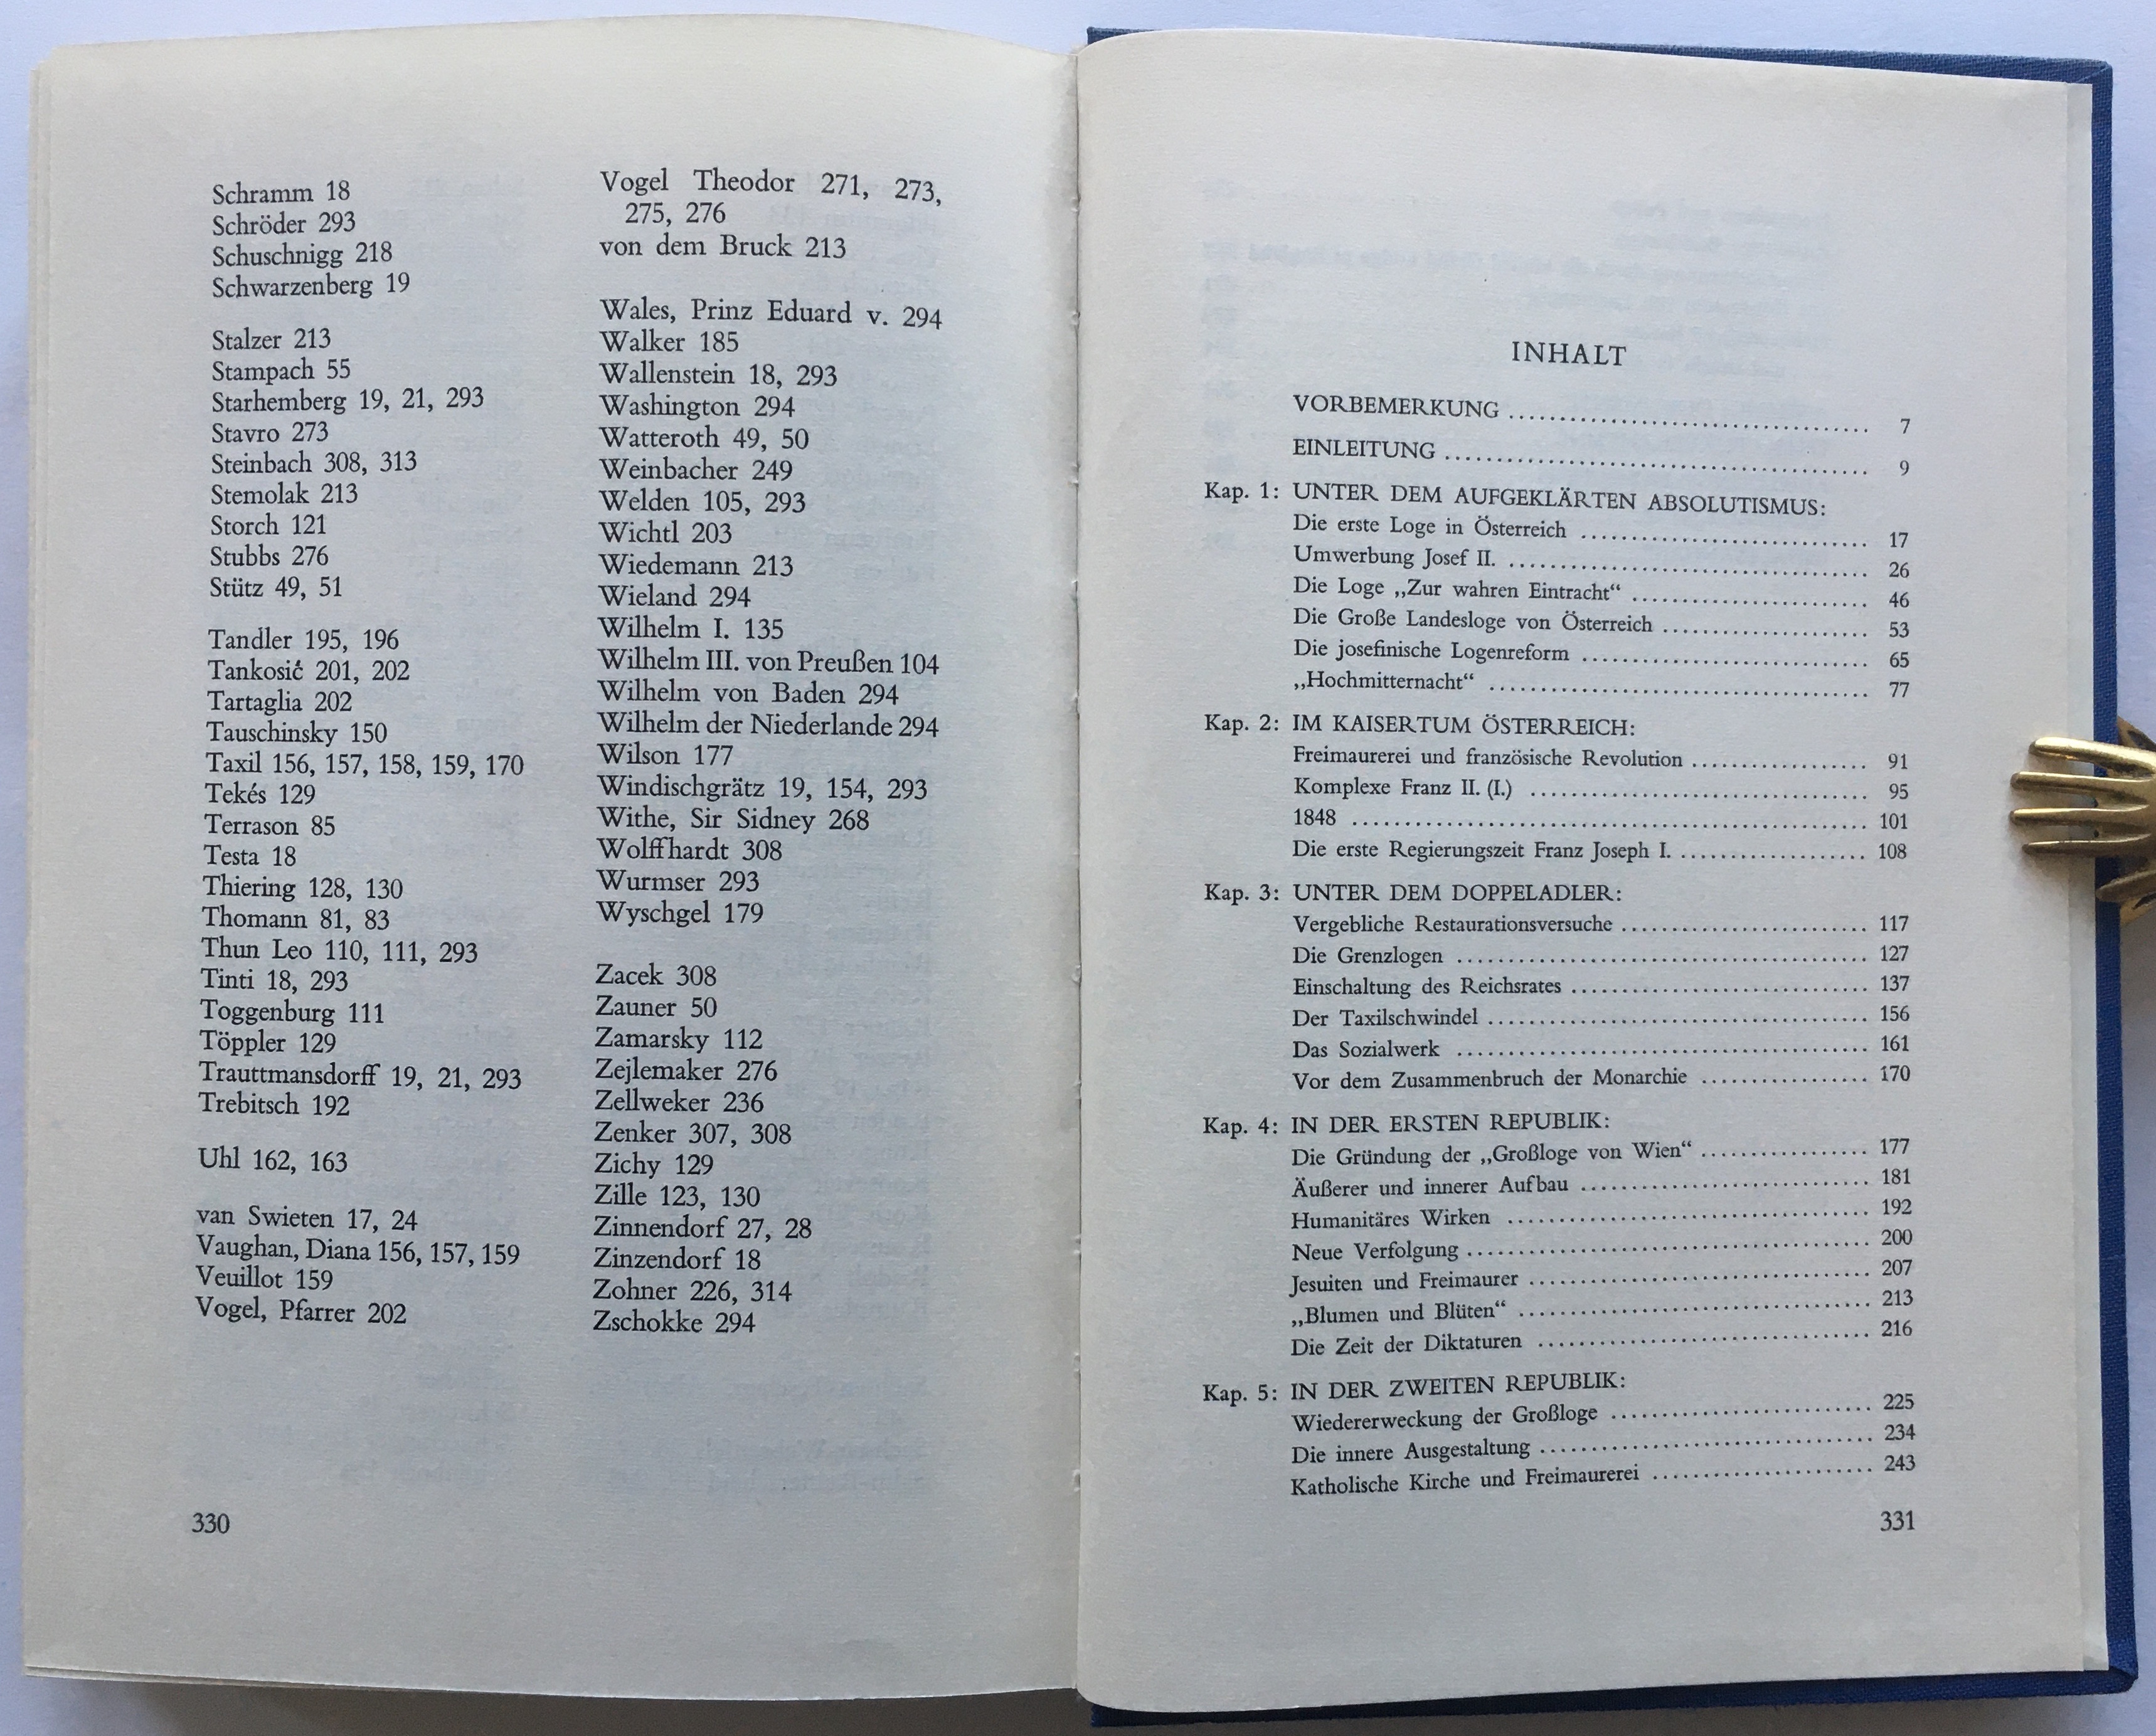 Schramm 18
Schröder 293
Schuschnigg 218
Schwarzenberg 19
Stalzer 213
Stampach 55
Starhemberg 19, 21, 293
Stavro 273
Steinbach 308, 313
Stemolak 213
Storch 121
Stubbs 276
Stütz 49, 51
Tandler 195, 196
Tankosić 201, 202
Tartaglia 202
Tauschinsky 150
Taxil 156, 157, 158, 159, 170
Tekés 129
Terrason 85
Testa 18
Thiering 128, 130
Thomann 81, 83
Thun Leo 110, 111, 293
Tinti 18, 293
Toggenburg 111
Töppler 129
Trauttmansdorff 19, 21, 293
Trebitsch 192
Uhl 162, 163
van Swieten 17, 24
Vaughan, Diana 156, 157, 159
Veuillot 159
Vogel, Pfarrer 202
Vogel Theodor 271, 273,
275, 276
von dem Bruck 213
Wales, Prinz Eduard v. 294
Walker 185
Wallenstein 18, 293
Washington 294
Watteroth 49, 50
Weinbacher 249
Welden 105, 293
Wichtl 203
Wiedemann 213
Wieland 294
Wilhelm I. 135
Wilhelm III. von Preußen 104
Wilhelm von Baden 294
Wilhelm der Niederlande 294
Wilson 177
Windischgrätz 19, 154, 293
Withe, Sir Sidney 268
Wolffhardt 308
Wurmser 293
Wyschgel 179
Zacek 308
Zauner 50
Zamarsky 112
Zejlemaker 276
Zellweker 236
Zenker 307, 308
Zichy 129
Zille 123, 130
Zinnendorf 27, 28
Zinzendorf 18
Zohner 226, 314
Zschokke 294
330
INHALT
VORBEMERKUNG .................................... 7
EINLEITUNG .......................................... 9
Kap. 1: UNTER DEM AUFGEKLÄRTEN ABSOLUTISMUS:
Die erste Loge in Österreich ............................. 17
Umwerbung Josef II. .................................... 26
Die Loge „Zur wahren Eintracht“ ........................ 46
Die Große Landesloge von Österreich ..................... 53
Die josefinische Logenreform ............................. 65
„Hochmitternacht“ ...................................... 77
Kap. 2: IM KAISERTUM ÖSTERREICH:
Freimaurerei und französische Revolution .................. 91
Komplexe Franz II. (I.) .................................. 95
1848 .................................................... 101
Die erste Regierungszeit Franz Joseph I. ................... 108
Kap. 3: UNTER DEM DOPPELADLER:
Vergebliche Restaurationsversuche ......................... 117
Die Grenzlogen ......................................... 127
Einschaltung des Reichsrates .............................. 137
Der Taxilschwindel ...................................... 156
Das Sozialwerk ......................................... 161
Vor dem Zusammenbruch der Monarchie ................. 170
Kap. 4: IN DER ERSTEN REPUBLIK:
Die Gründung der „Großloge von Wien“ ................. 177
Äußerer und innerer Aufbau ............................. 181
Humanitäres Wirken .................................... 192
Neue Verfolgung ........................................ 200
Jesuiten und Freimaurer .................................. 207
„Blumen und Blüten“ ................................... 213
Die Zeit der Diktaturen .................................. 216
Kap. 5: IN DER ZWEITEN REPUBLIK:
Wiedererweckung der Großloge .......................... 225
Die innere Ausgestaltung ................................. 234
Katholische Kirche und Freimaurerei ...................... 243
331